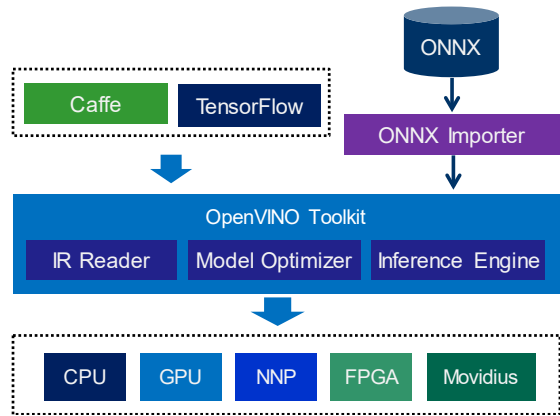 ONNX
Caffe
TensorFlow
ONNX Importer
OpenVINO Toolkit
IR Reader
Model Optimizer
Inference Engine
CPU
GPU
NNP
FPGA
Movidius